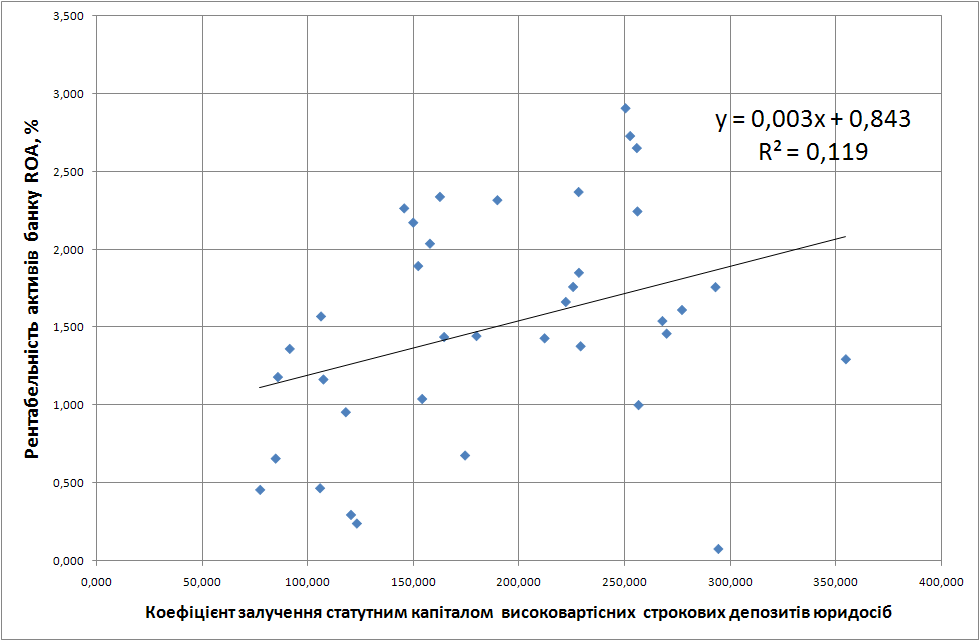 3,500
3,000
2,500
2,000
1,500
1,000
0,500
0,000
Рентабельність активів банку ROA, %
y = 0,003x + 0,843
R² = 0,119
0,000 50,000 100,000 150,000 200,000 250,000 300,000 350,000 400,000
Коефіцієнт залучення статутним капіталом високовартісних строкових депозитів юридосіб